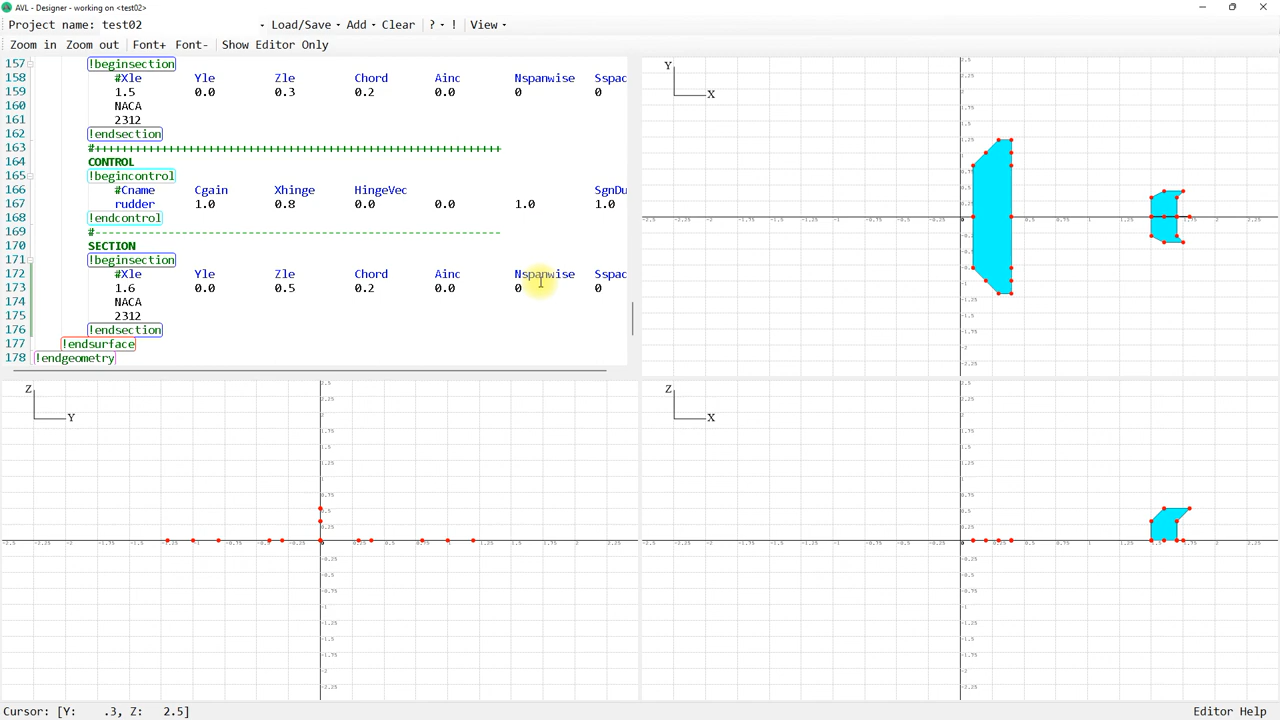 AVL - Designer - working on <test02>
Project name: test02 Load/Save Add Clear ? ! View
Zoom in Zoom out Font+ Font- Show Editor Only
157 !beginsection
158 #Xle Yle Zle Chord Ainc Nspanwise Sspac
159 1.5 0.0 0.3 0.2 0.0 0 0
160 NACA
161 2312
162 !endsection
163 #++++++++++++++++++++++++++++++++++++++++++++++++++++++++++++++
164 CONTROL
165 !begincontrol
166 #Cname Cgain Xhinge HingeVec SgnDu
167 rudder 1.0 0.8 0.0 0.0 1.0 1.0
168 !endcontrol
169 #--------------------------------------------------------------
170 SECTION
171 !beginsection
172 #Xle Yle Zle Chord Ainc Nspanwise Sspac
173 1.6 0.0 0.5 0.2 0.0 0 0
174 NACA
175 2312
176 !endsection
177 !endsurface
178 !endgeometry
Y
X
Z
Y
Z
X
Cursor: [Y: .3, Z: 2.5] Editor Help